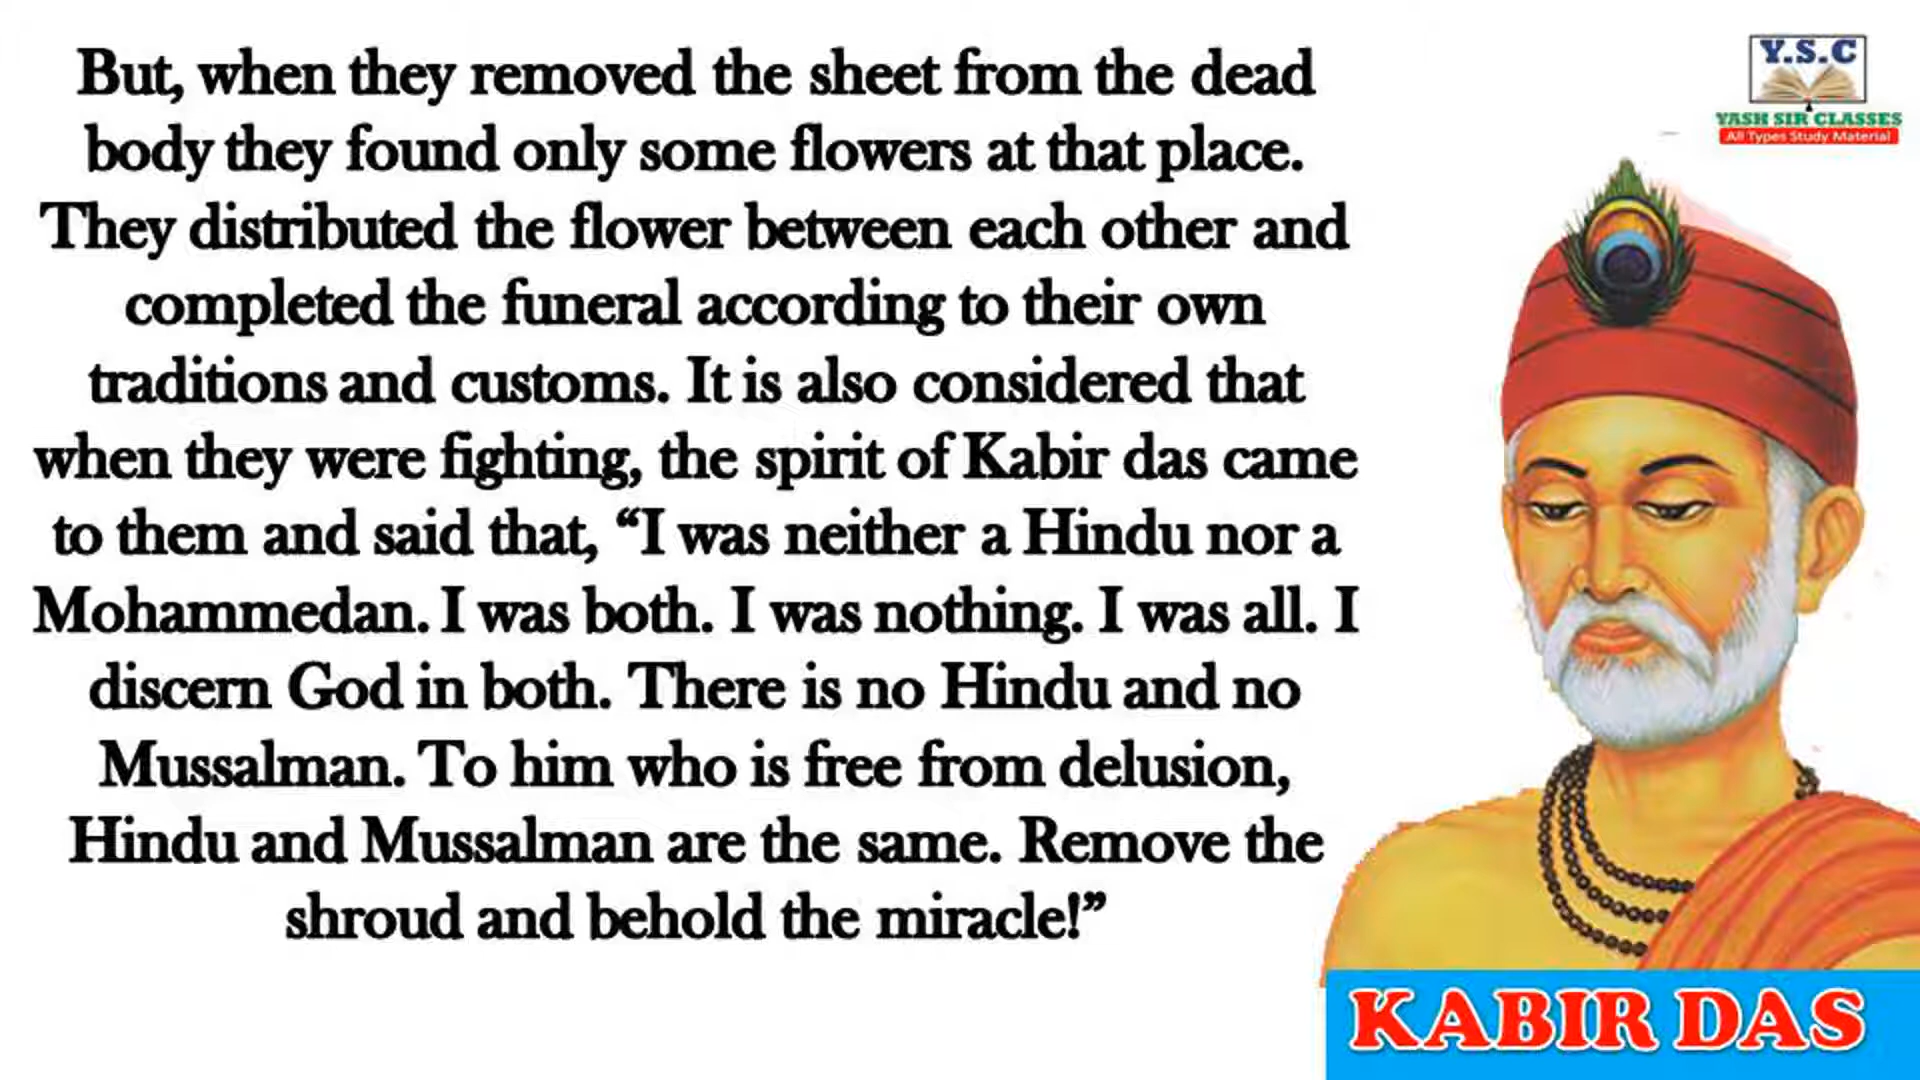 But, when they removed the sheet from the dead
body they found only some flowers at that place.
They distributed the flower between each other and
completed the funeral according to their own
traditions and customs. It is also considered that
when they were fighting, the spirit of Kabir das came
to them and said that, “I was neither a Hindu nor a
Mohammedan. I was both. I was nothing. I was all. I
discern God in both. There is no Hindu and no
Mussalman. To him who is free from delusion,
Hindu and Mussalman are the same. Remove the
shroud and behold the miracle!”
Y.S.C
YASH SIR CLASSES
All Types Study Material
KABIR DAS